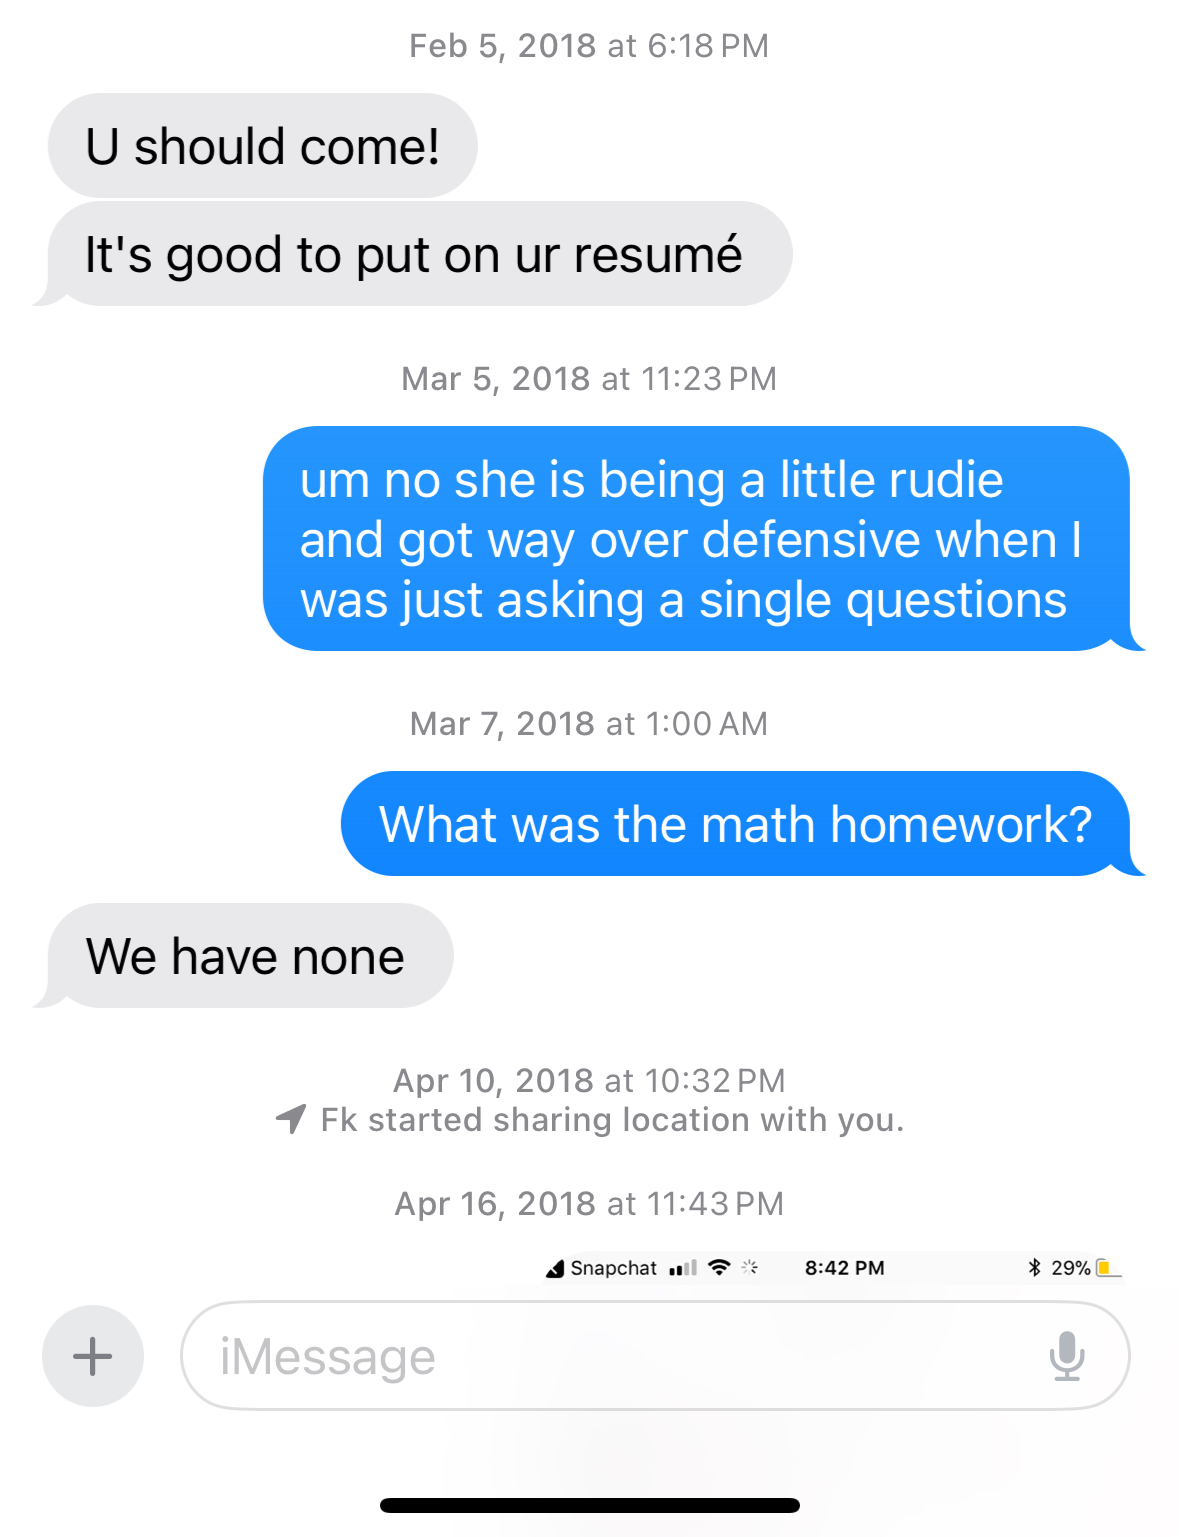 Feb 5, 2018 at 6:18 PM
U should come!
It's good to put on ur resumé
Mar 5, 2018 at 11:23 PM
um no she is being a little rudie
and got way over defensive when I
was just asking a single questions
Mar 7, 2018 at 1:00 AM
What was the math homework?
We have none
Apr 10, 2018 at 10:32 PM
Fk started sharing location with you.
Apr 16, 2018 at 11:43 PM
Snapchat 8:42 PM 29%
iMessage